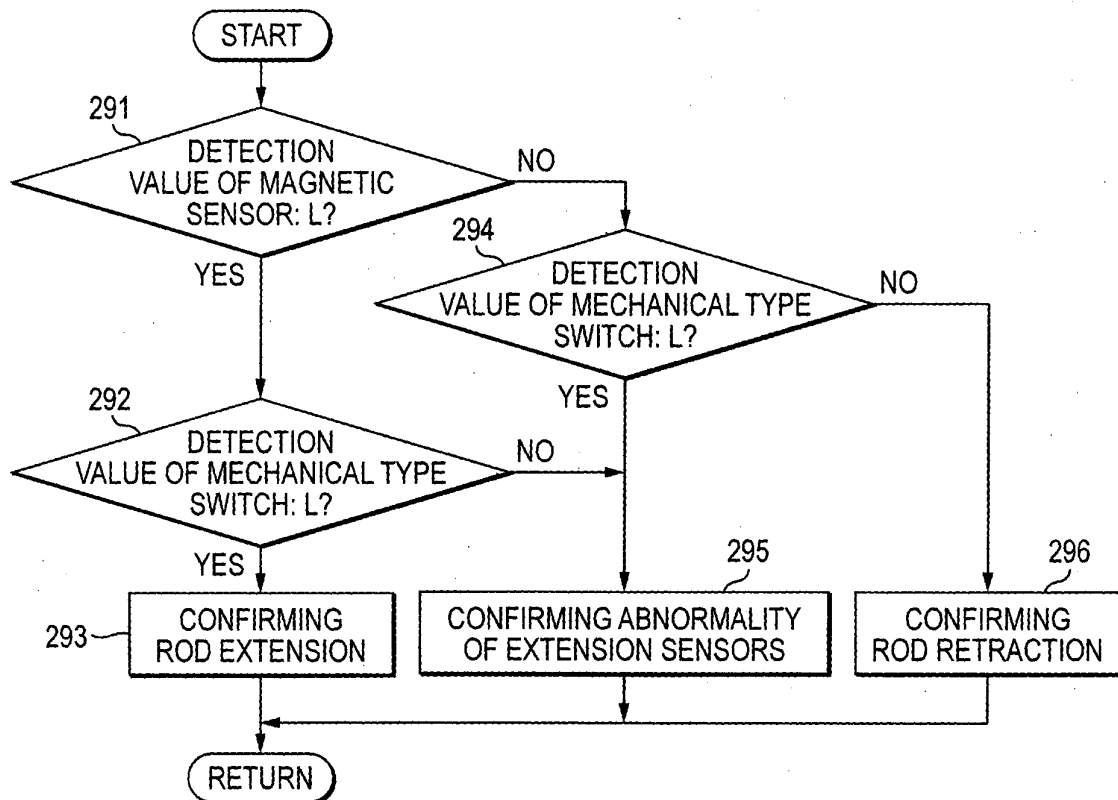 START
291
DETECTION
VALUE OF MAGNETIC
SENSOR: L?
NO
YES
294
DETECTION
VALUE OF MECHANICAL TYPE
SWITCH: L?
NO
YES
292
DETECTION
VALUE OF MECHANICAL TYPE
SWITCH: L?
NO
YES
293
CONFIRMING
ROD EXTENSION
295
CONFIRMING ABNORMALITY
OF EXTENSION SENSORS
296
CONFIRMING
ROD RETRACTION
RETURN